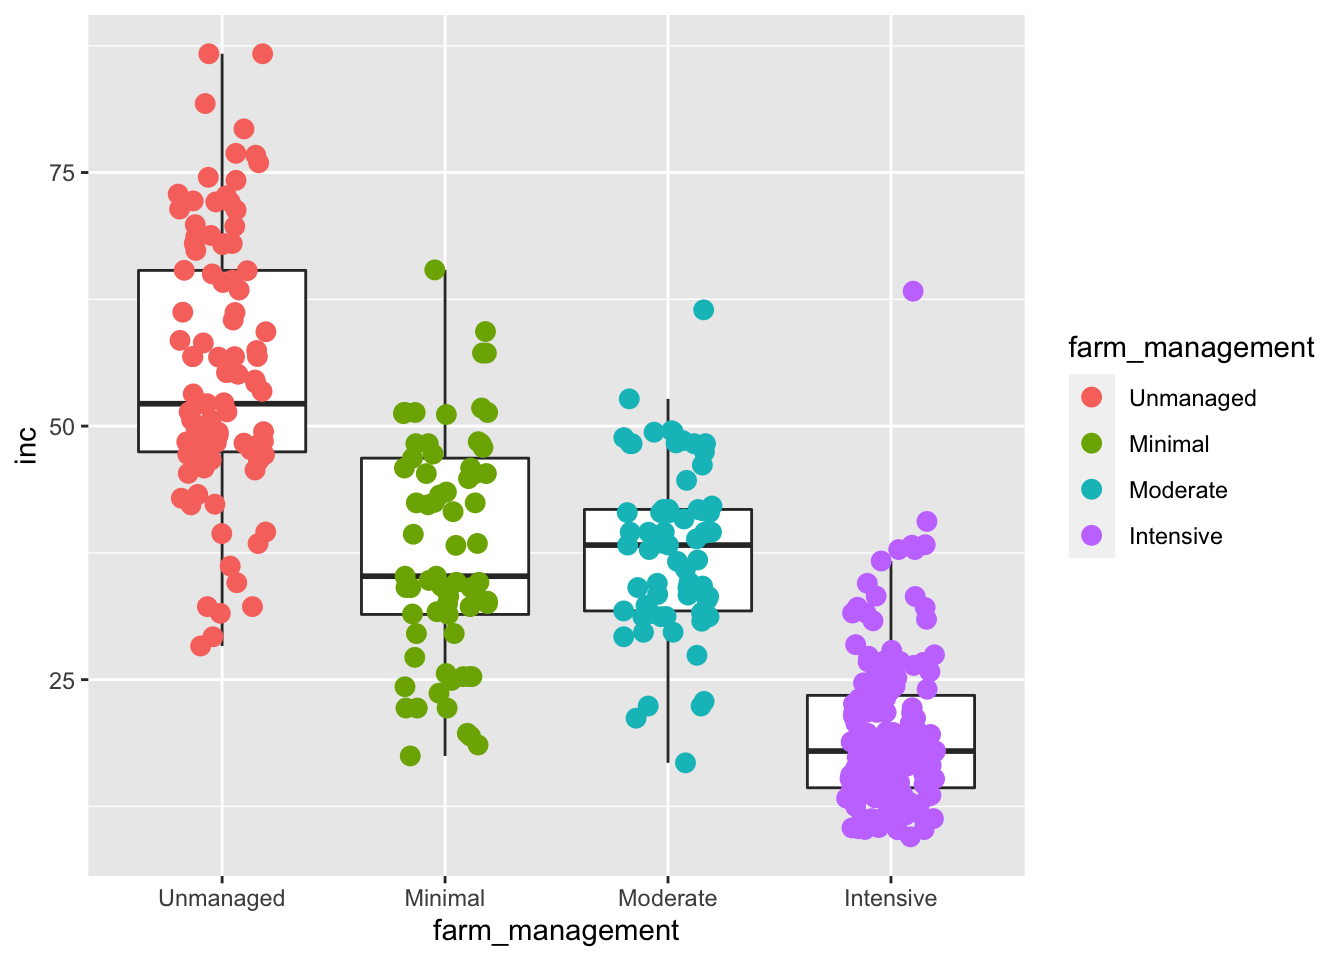 75
50
25
inc
Unmanaged Minimal Moderate Intensive
farm_management
farm_management
Unmanaged
Minimal
Moderate
Intensive